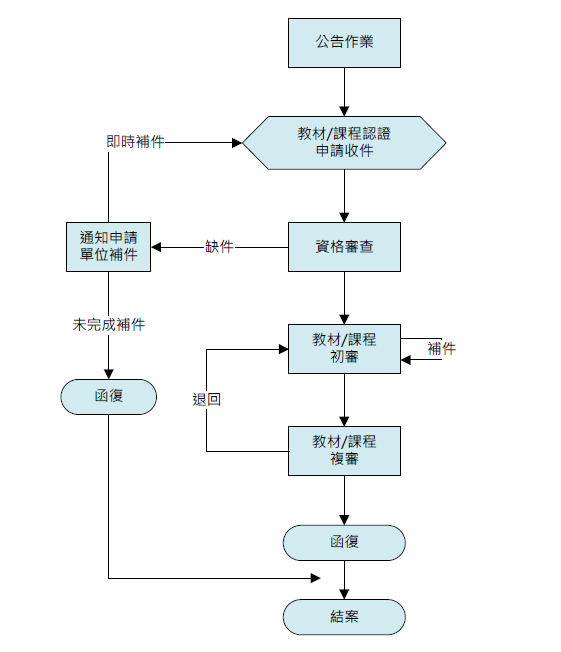 公告作業
教材/課程認證
申請收件
即時補件
通知申請
單位補件
缺件
資格審查
未完成補件
教材/課程
初審
補件
函復
退回
教材/課程
複審
函復
結案